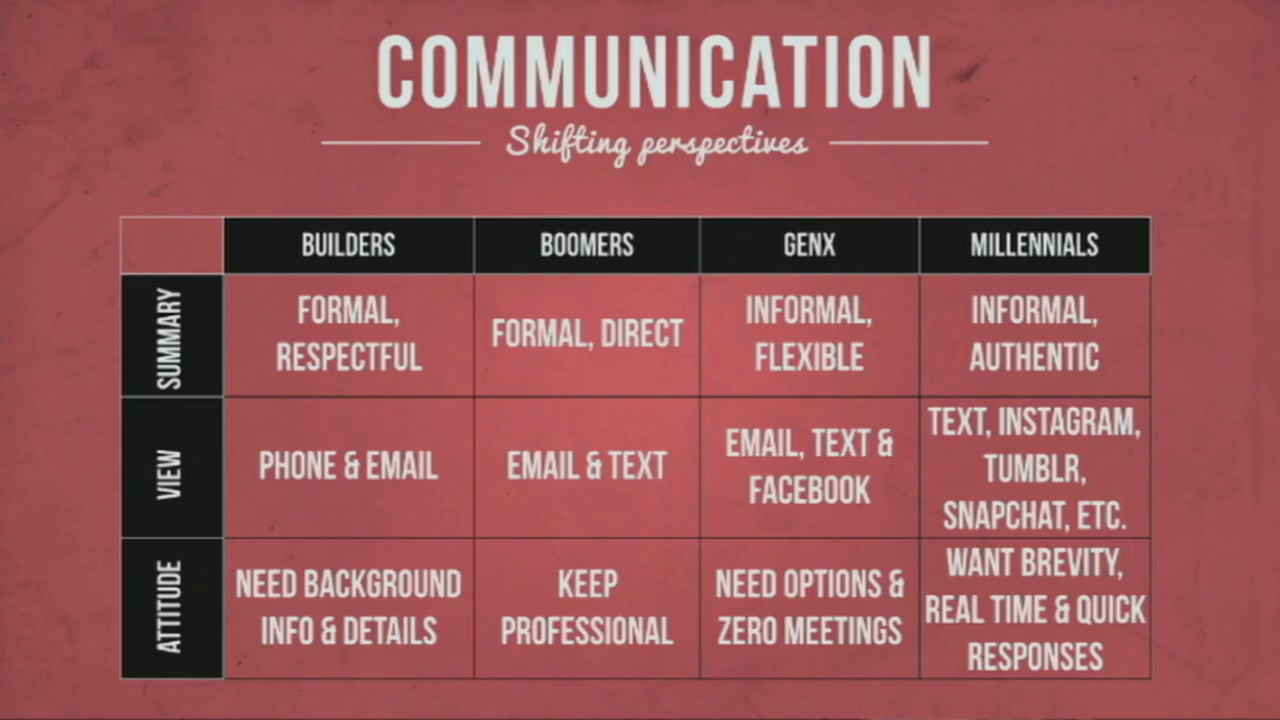 COMMUNICATION
Shifting perspectives
BUILDERS BOOMERS GENX MILLENNIALS
SUMMARY
FORMAL,
RESPECTFUL
FORMAL, DIRECT
INFORMAL,
FLEXIBLE
INFORMAL,
AUTHENTIC
VIEW
PHONE & EMAIL
EMAIL & TEXT
EMAIL, TEXT &
FACEBOOK
TEXT, INSTAGRAM,
TUMBLR,
SNAPCHAT, ETC.
ATTITUDE
NEED BACKGROUND
INFO & DETAILS
KEEP
PROFESSIONAL
NEED OPTIONS &
ZERO MEETINGS
WANT BREVITY,
REAL TIME & QUICK
RESPONSES